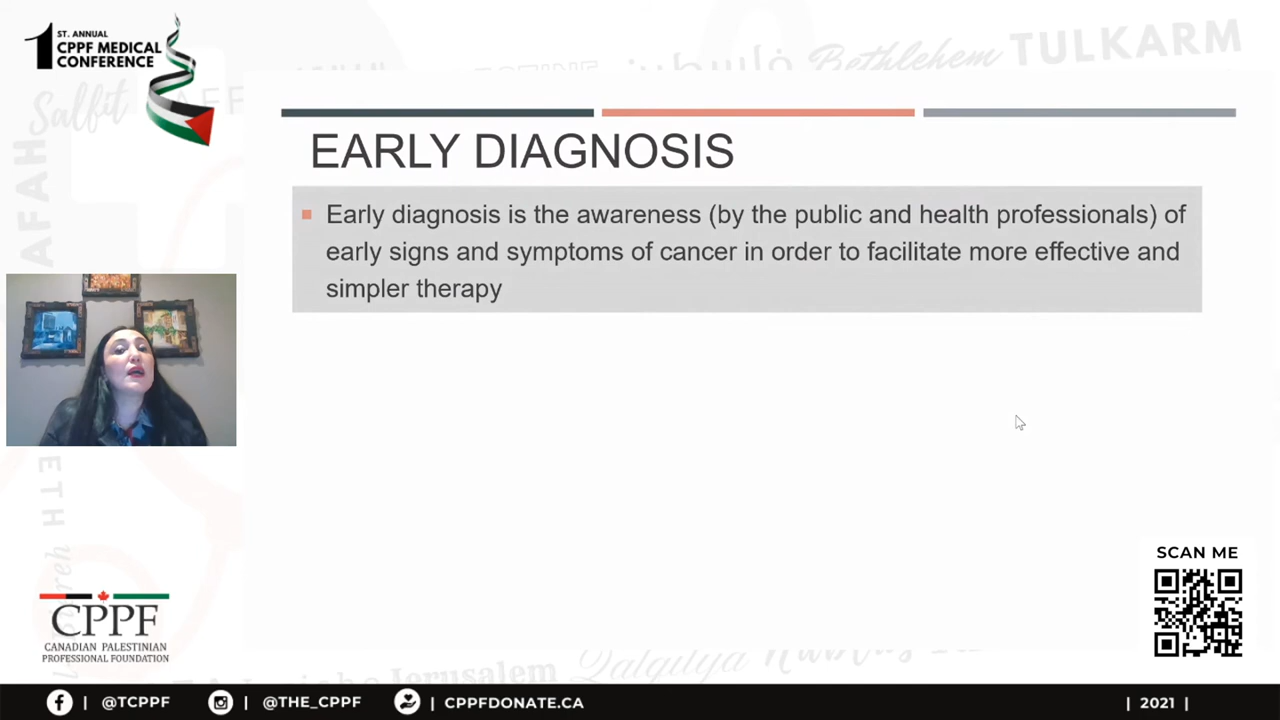 ST. ANNUAL
1 CPPF MEDICAL
CONFERENCE
Salfit
فلسطين
Bethlehem
TULKARM
EARLY DIAGNOSIS
Early diagnosis is the awareness (by the public and health professionals) of
early signs and symptoms of cancer in order to facilitate more effective and
simpler therapy
SCAN ME
CPPF
CANADIAN PALESTINIAN
PROFESSIONAL FOUNDATION
Jerusalem
Qalqilya
| @TCPPF
| @THE_CPPF
| CPPFDONATE.CA
| 2021 |